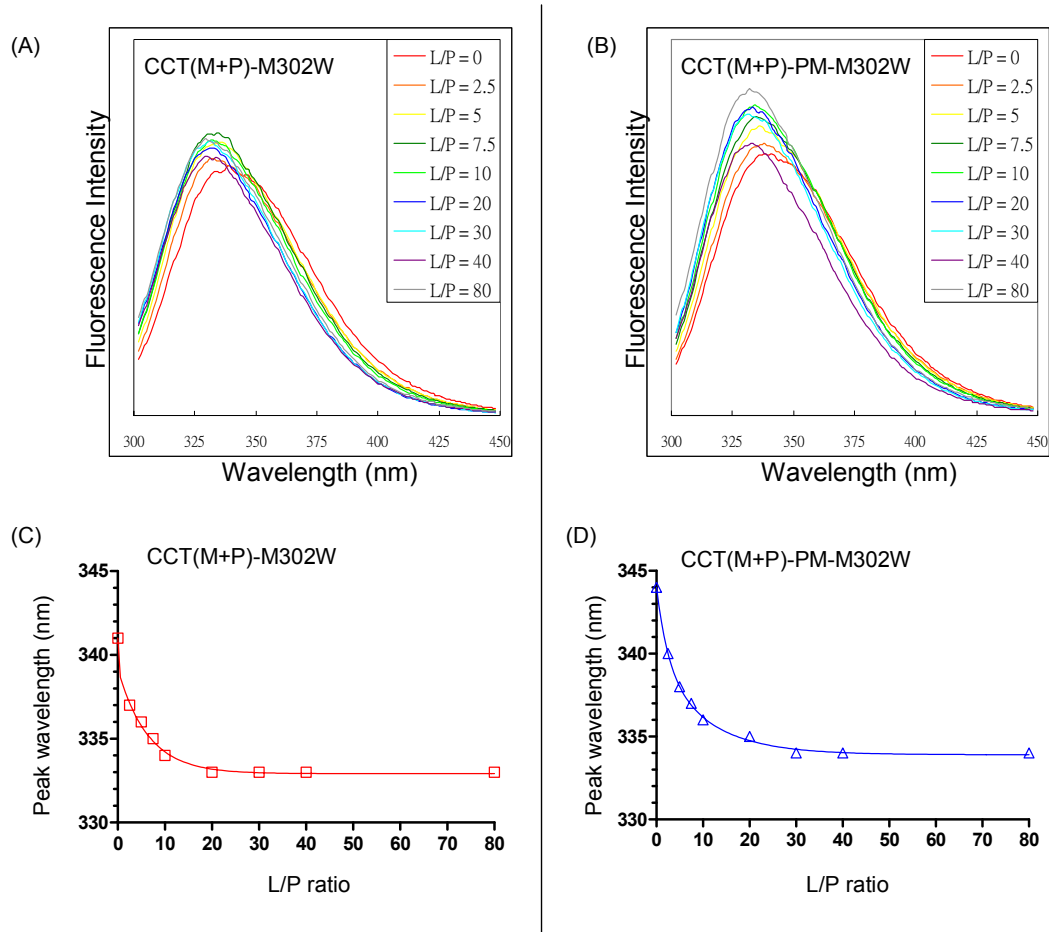 (A)
CCT(M+P)-M302W
L/P = 0
L/P = 2.5
L/P = 5
L/P = 7.5
L/P = 10
L/P = 20
L/P = 30
L/P = 40
L/P = 80
Fluorescence Intensity
300 325 350 375 400 425 450
Wavelength (nm)
(B)
CCT(M+P)-PM-M302W
L/P = 0
L/P = 2.5
L/P = 5
L/P = 7.5
L/P = 10
L/P = 20
L/P = 30
L/P = 40
L/P = 80
Fluorescence Intensity
300 325 350 375 400 425 450
Wavelength (nm)
(C)
CCT(M+P)-M302W
345
340
335
330
Peak wavelength (nm)
0 10 20 30 40 50 60 70 80
L/P ratio
(D)
CCT(M+P)-PM-M302W
345
340
335
330
Peak wavelength (nm)
0 10 20 30 40 50 60 70 80
L/P ratio